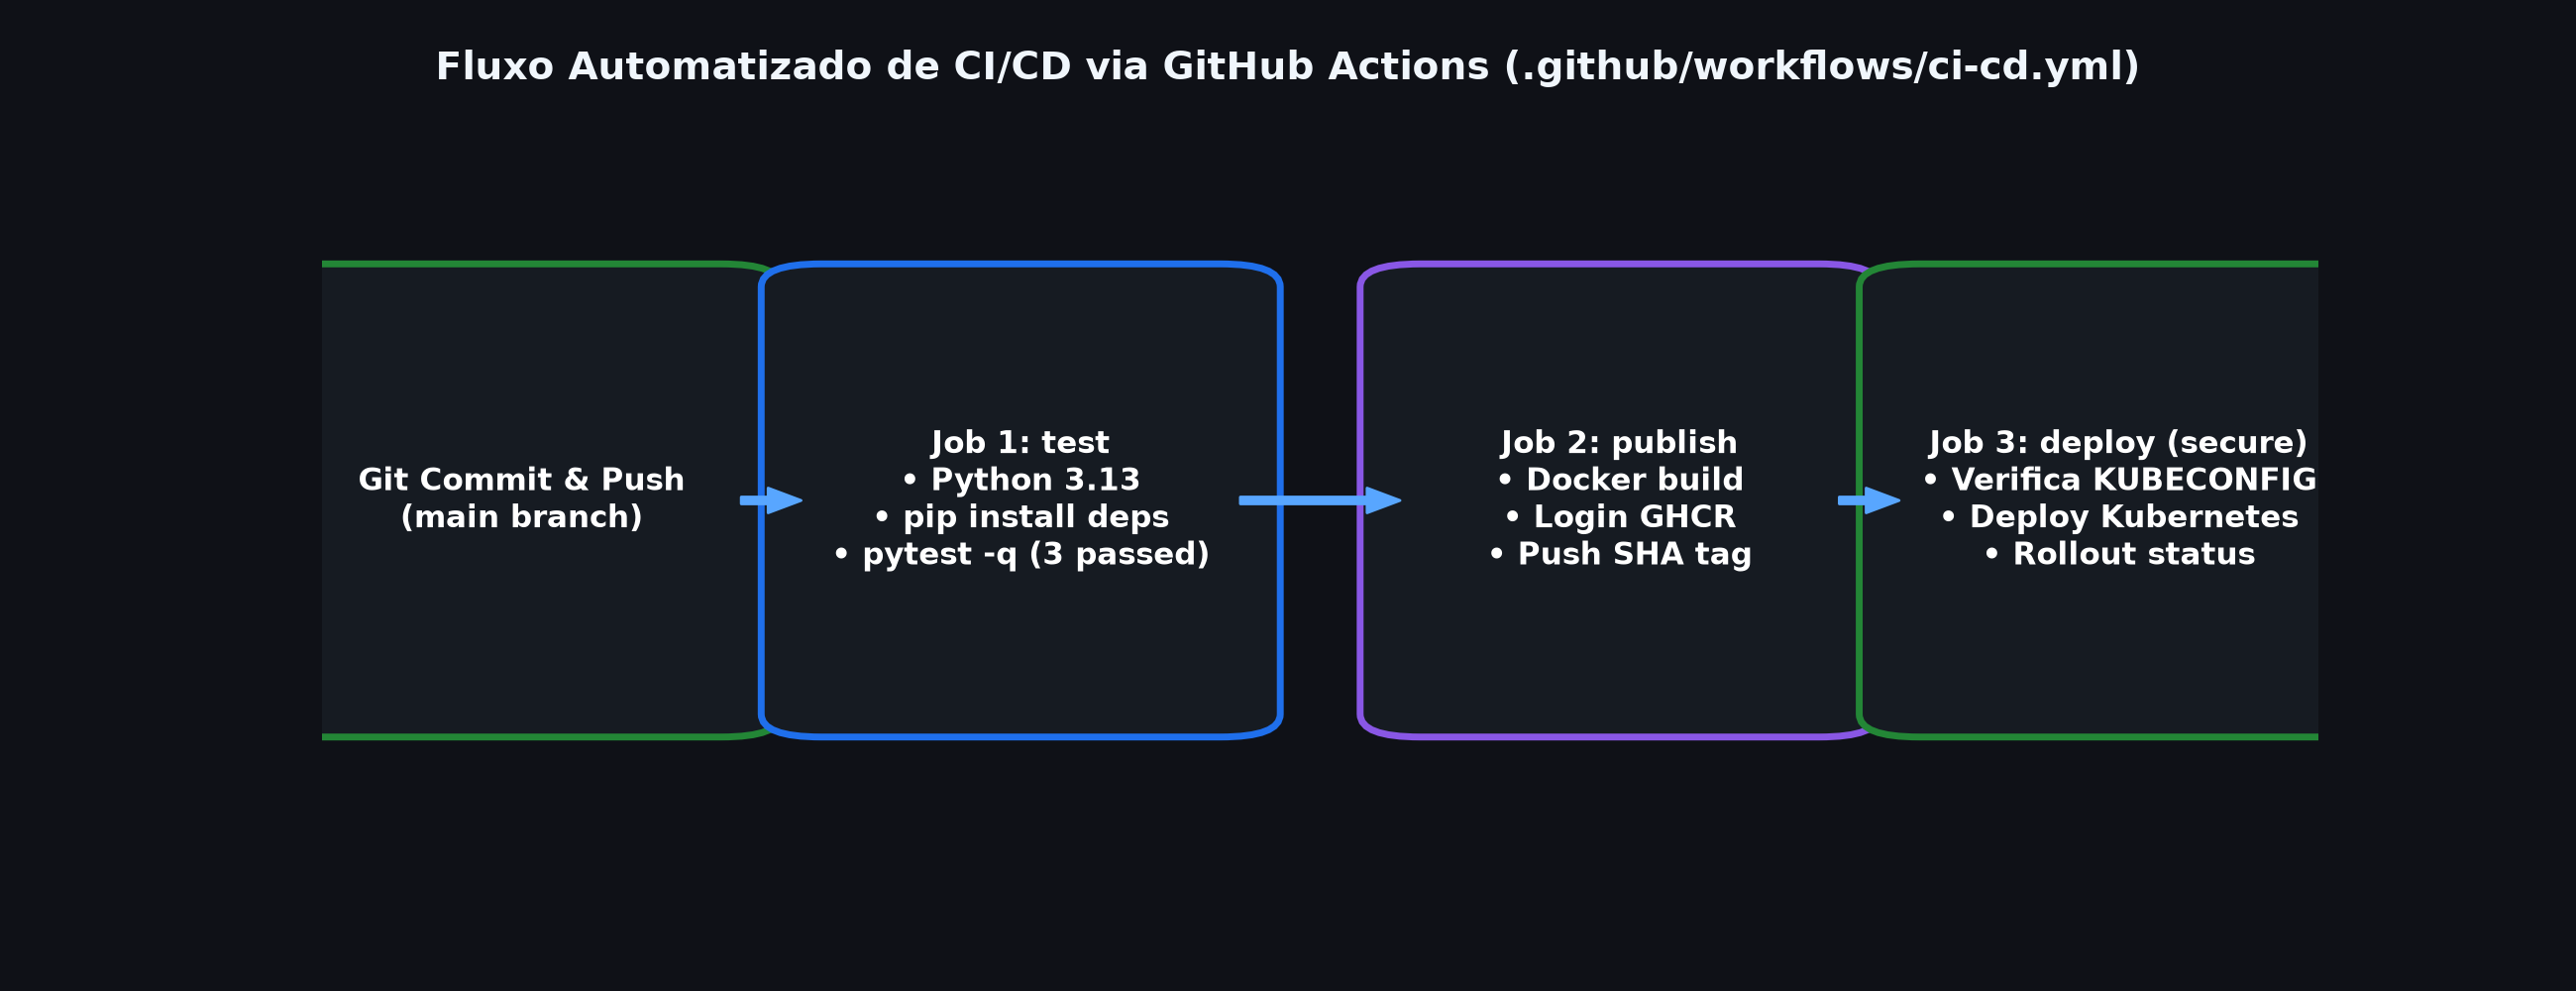 Fluxo Automatizado de CI/CD via GitHub Actions (.github/workflows/ci-cd.yml)
Git Commit & Push
(main branch)
Job 1: test
• Python 3.13
• pip install deps
• pytest -q (3 passed)
Job 2: publish
• Docker build
• Login GHCR
• Push SHA tag
Job 3: deploy (secure)
• Verifica KUBECONFIG
• Deploy Kubernetes
• Rollout status